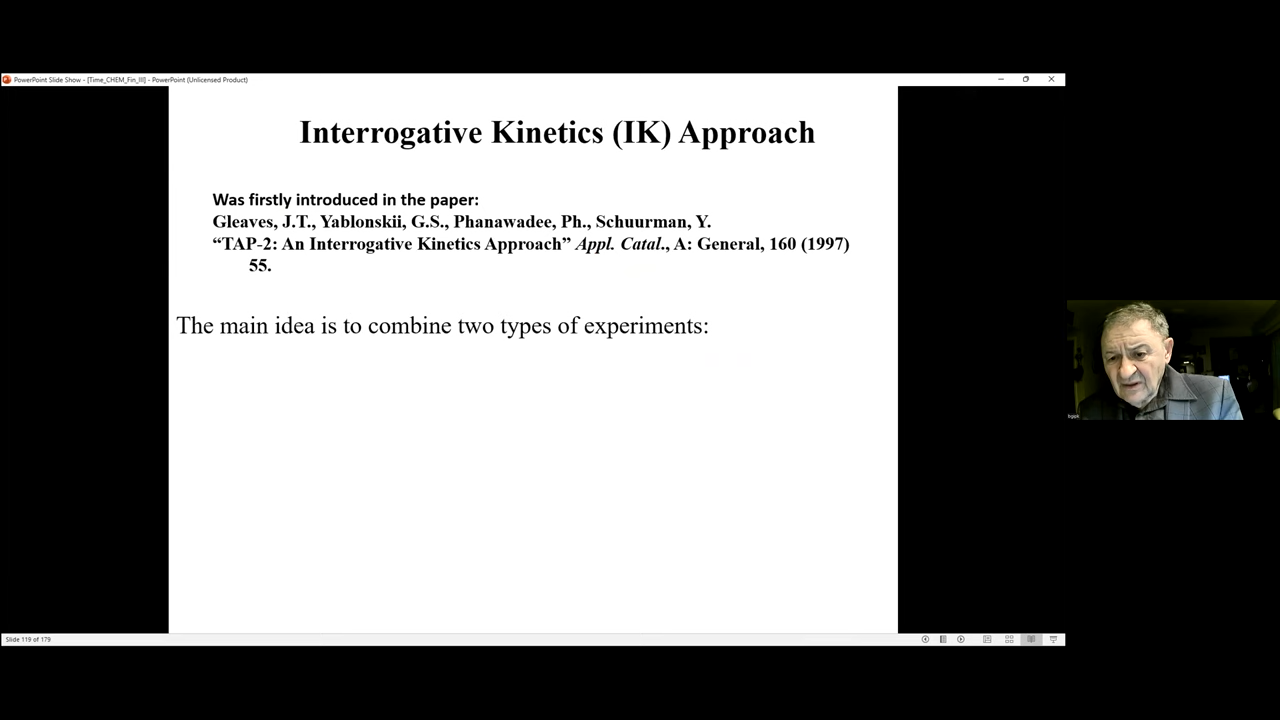 PowerPoint Slide Show - [Time_CHEM_Fin_III] - PowerPoint (Unlicensed Product)
Interrogative Kinetics (IK) Approach
Was firstly introduced in the paper:
Gleaves, J.T., Yablonskii, G.S., Phanawadee, Ph., Schuurman, Y.
“TAP-2: An Interrogative Kinetics Approach” Appl. Catal., A: General, 160 (1997)
55.
The main idea is to combine two types of experiments:
Slide 119 of 179